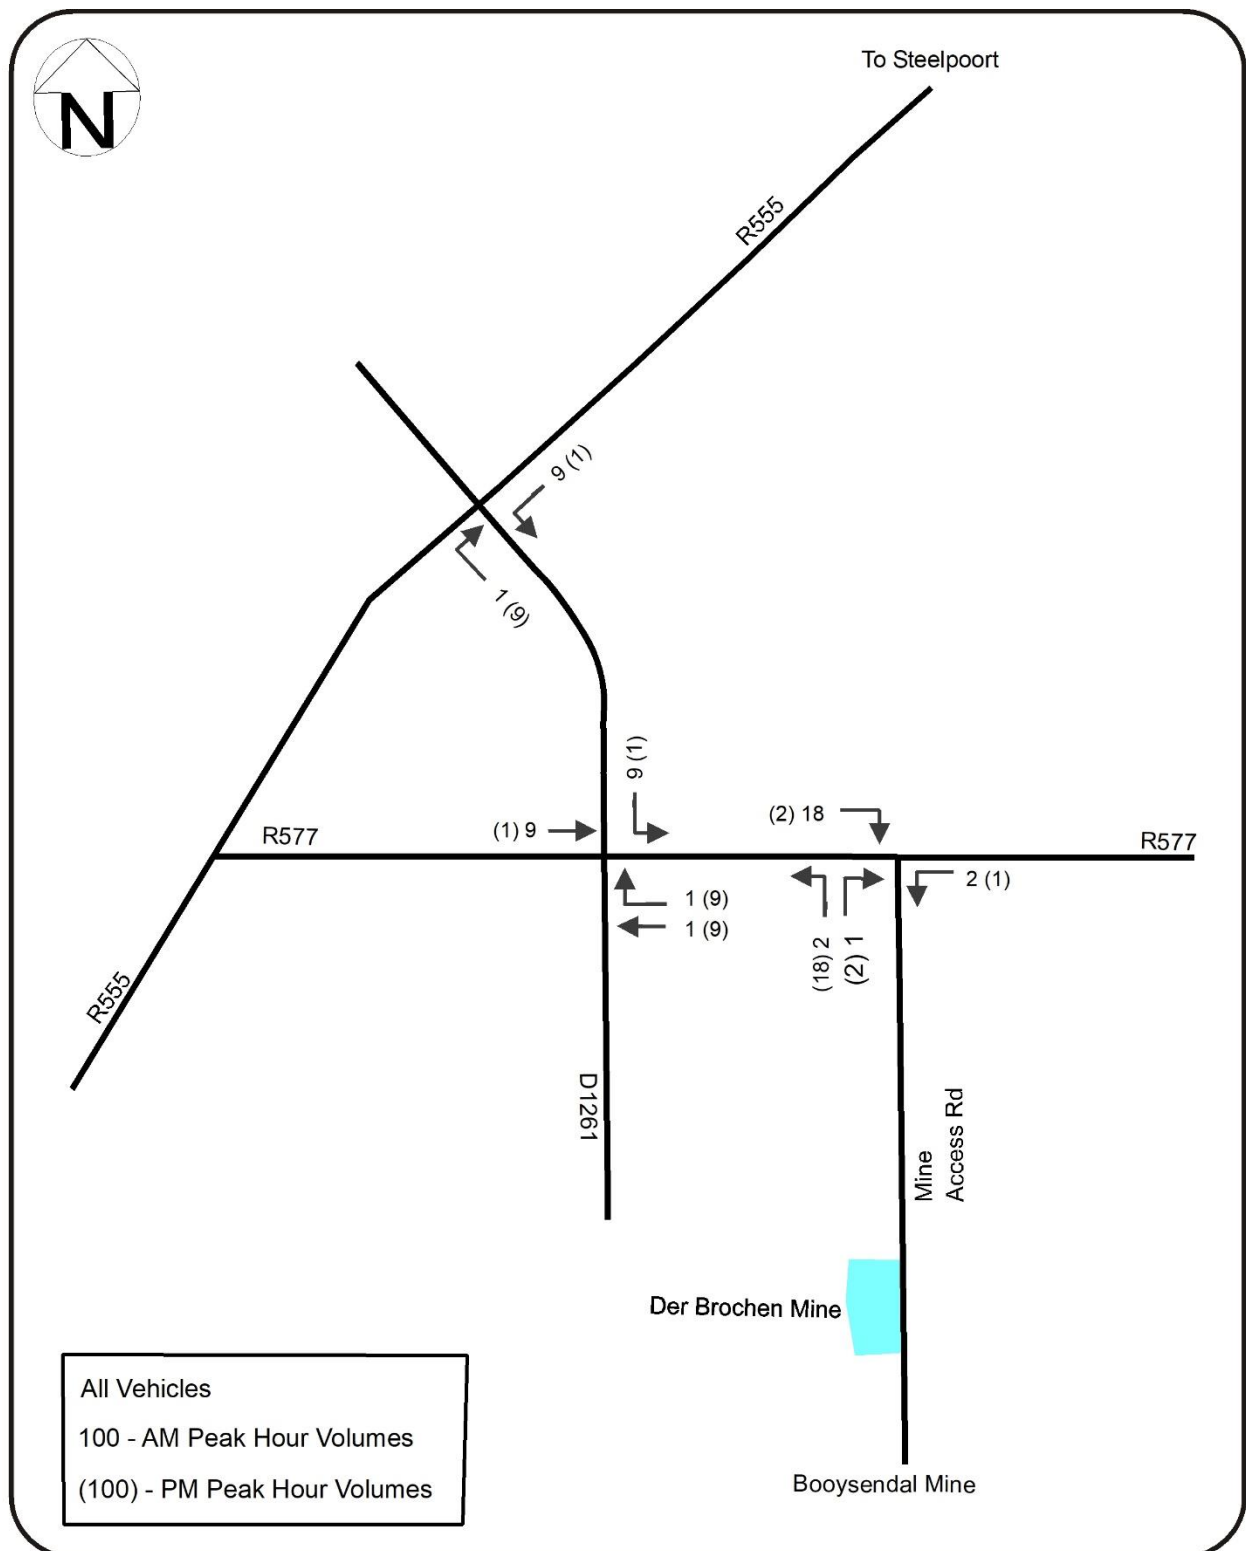 N
To Steelpoort
R555
9 (1)
1 (9)
9 (1)
(1) 9
(2) 18
R577
R577
1 (9)
1 (9)
2 (1)
(18) 2
(2) 1
R555
D1261
Mine
Access Rd
Der Brochen Mine
Booysendal Mine
All Vehicles
100 - AM Peak Hour Volumes
(100) - PM Peak Hour Volumes